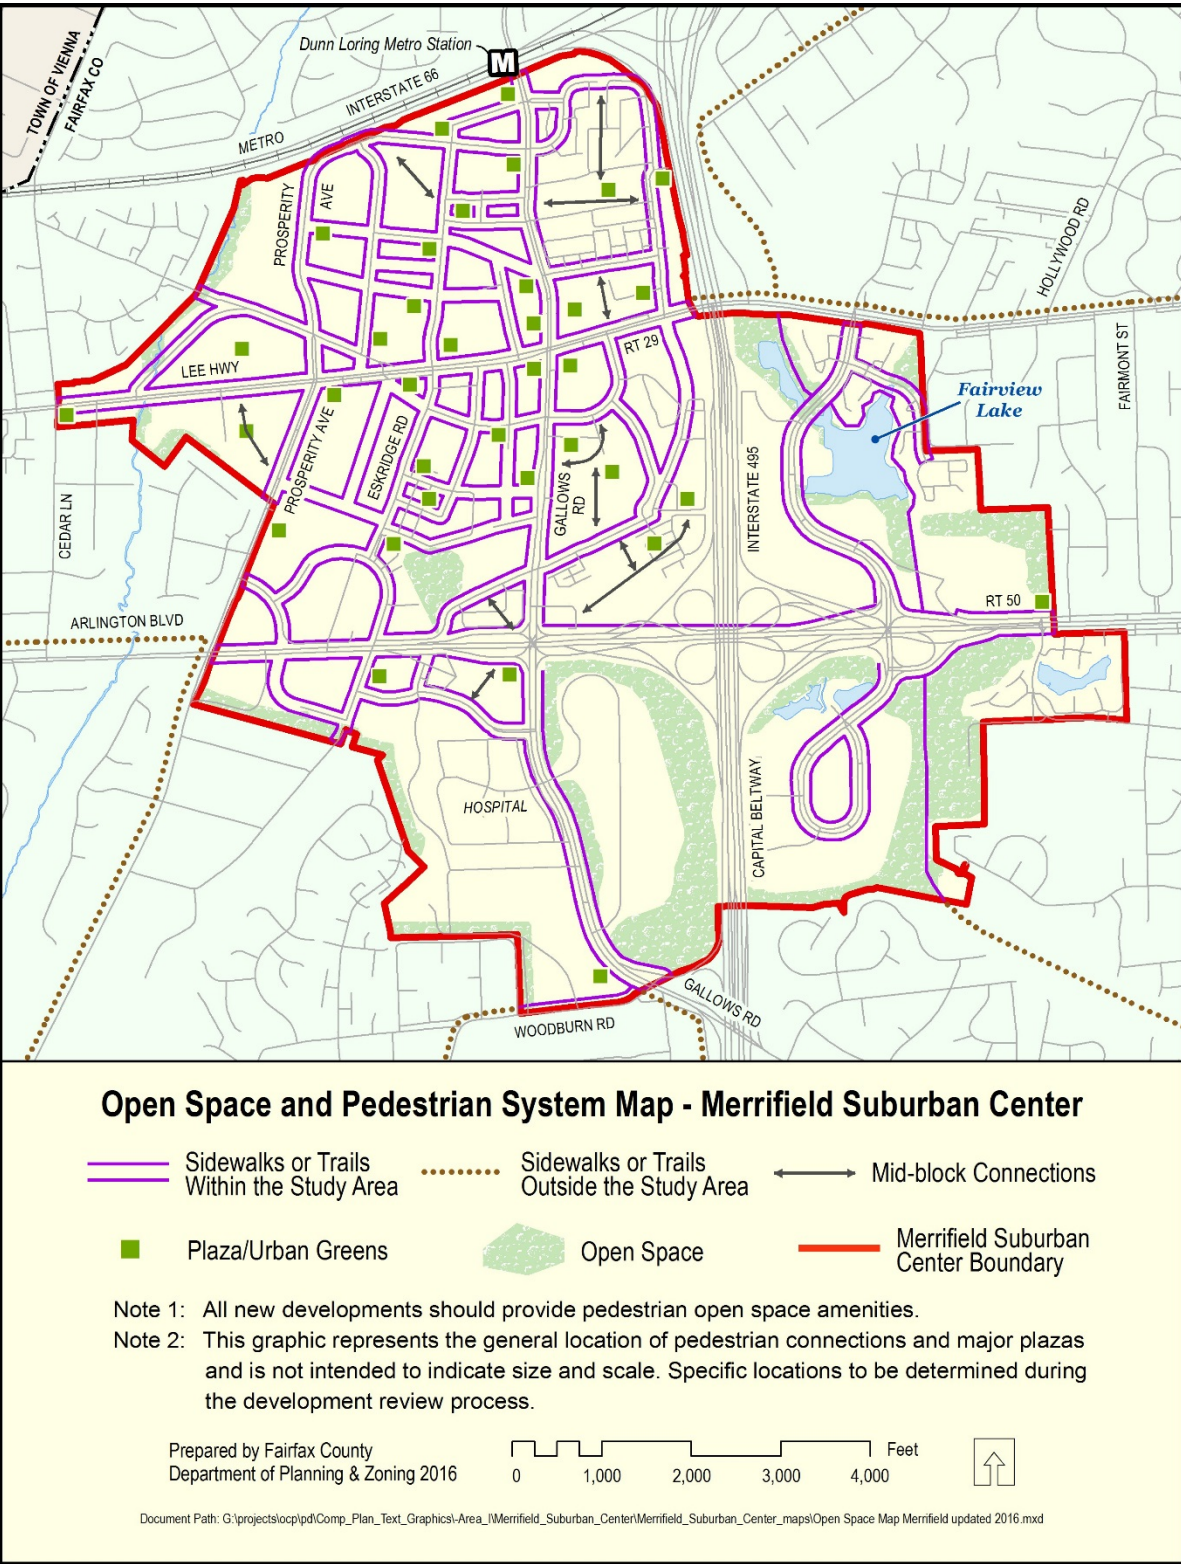 Dunn Loring Metro Station
M
TOWN OF VIENNA
FAIRFAX CO
INTERSTATE 66
METRO
PROSPERITY
AVE
HOLLYWOOD RD
RT 29
LEE HWY
FAIRMONT ST
Fairview
Lake
PROSPERITY AVE
ESKRIDGE RD
GALLOWS
RD
INTERSTATE 495
CEDAR LN
ARLINGTON BLVD
RT 50
HOSPITAL
CAPITAL BELTWAY
GALLOWS RD
WOODBURN RD
Open Space and Pedestrian System Map - Merrifield Suburban Center
Sidewalks or Trails
Within the Study Area
Sidewalks or Trails
Outside the Study Area
Mid-block Connections
Plaza/Urban Greens
Open Space
Merrifield Suburban
Center Boundary
Note 1: All new developments should provide pedestrian open space amenities.
Note 2: This graphic represents the general location of pedestrian connections and major plazas
and is not intended to indicate size and scale. Specific locations to be determined during
the development review process.
Prepared by Fairfax County
Department of Planning & Zoning 2016
Feet
0 1,000 2,000 3,000 4,000
Document Path: G:\projects\ocp\pd\Comp_Plan_Text_Graphics\-Area_I\Merrifield_Suburban_Center\Merrifield_Suburban_Center_maps\Open Space Map Merrifield updated 2016.mxd